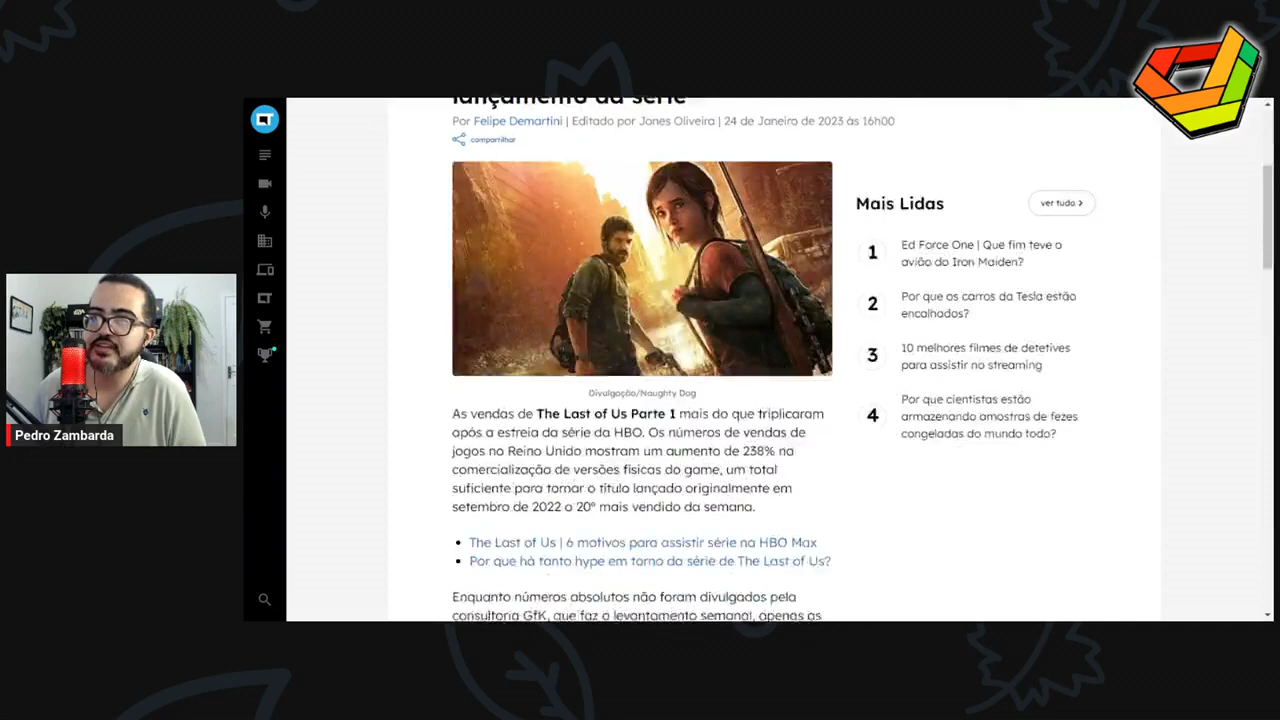 lançamento da série
Por Felipe Demartini | Editado por Jones Oliveira | 24 de Janeiro de 2023 às 16h00
compartilhar
Divulgação/Naughty Dog
As vendas de The Last of Us Parte 1 mais do que triplicaram
após a estreia da série da HBO. Os números de vendas de
jogos no Reino Unido mostram um aumento de 238% na
comercialização de versões físicas do game, um total
suficiente para tornar o título lançado originalmente em
setembro de 2022 o 20º mais vendido da semana.
The Last of Us | 6 motivos para assistir série na HBO Max
Por que há tanto hype em torno da série de The Last of Us?
Enquanto números absolutos não foram divulgados pela
consultoria GfK, que faz o levantamento semanal, apenas as
Mais Lidas
ver tudo
1
Ed Force One | Que fim teve o
avião do Iron Maiden?
2
Por que os carros da Tesla estão
encalhados?
3
10 melhores filmes de detetives
para assistir no streaming
4
Por que cientistas estão
armazenando amostras de fezes
congeladas do mundo todo?
Pedro Zambarda